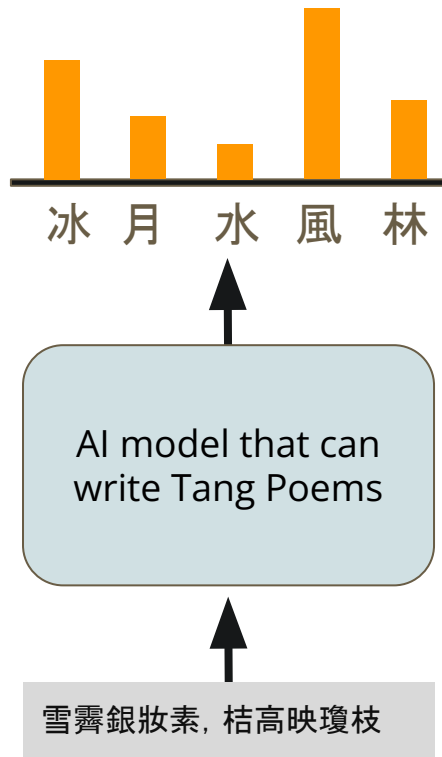 冰 月 水 風 林
AI model that can
write Tang Poems
雪霽銀妝素, 桔高映瓊枝